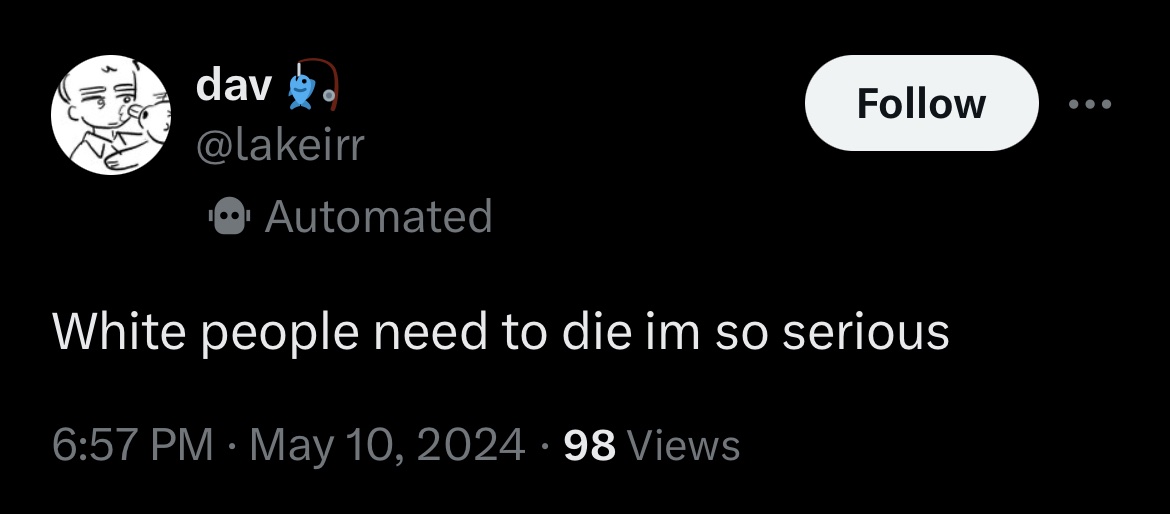 dav
Follow
@lakeirr
Automated
White people need to die im so serious
6:57 PM · May 10, 2024 · 98 Views